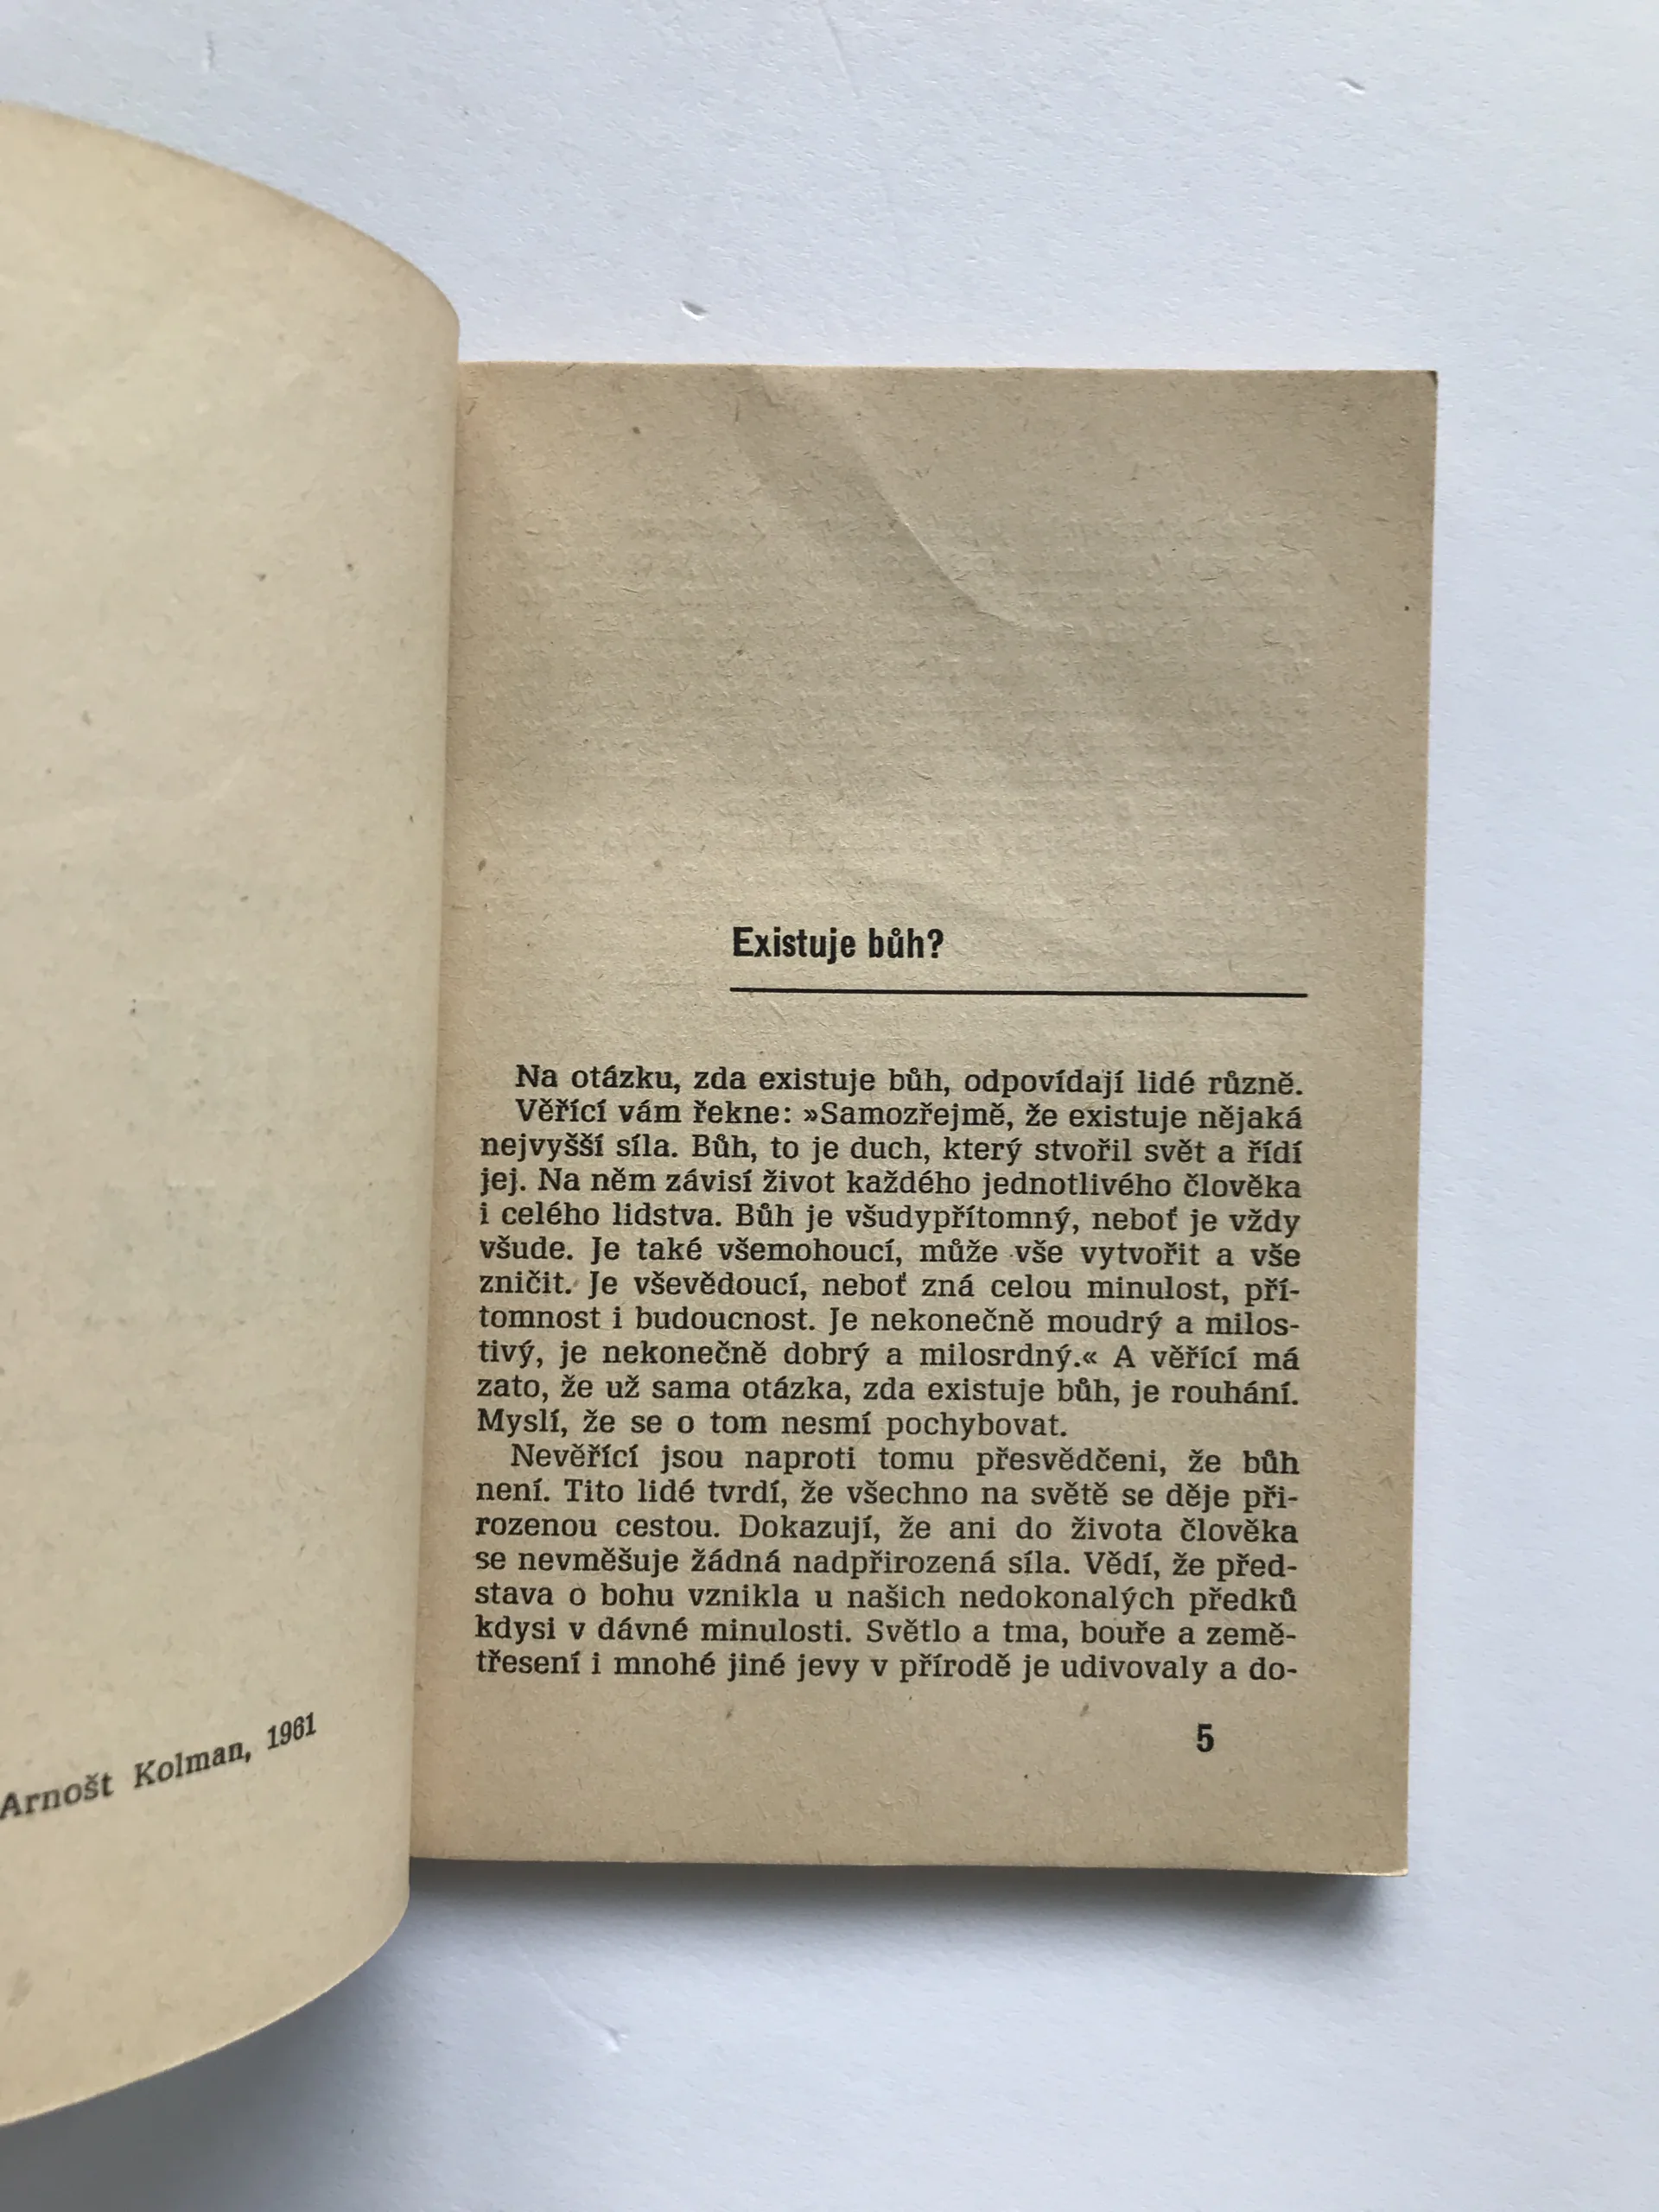 Arnošt Kolman, 1961
Existuje bůh?
Na otázku, zda existuje bůh, odpovídají lidé různě.
Věřící vám řekne: »Samozřejmě, že existuje nějaká
nejvyšší síla. Bůh, to je duch, který stvořil svět a řídí
jej. Na něm závisí život každého jednotlivého člověka
i celého lidstva. Bůh je všudypřítomný, neboť je vždy
všude. Je také všemohoucí, může vše vytvořit a vše
zničit. Je vševědoucí, neboť zná celou minulost, pří-
tomnost i budoucnost. Je nekonečně moudrý a milos-
tivý, je nekonečně dobrý a milosrdný.« A věřící má
zato, že už sama otázka, zda existuje bůh, je rouhání.
Myslí, že se o tom nesmí pochybovat.
Nevěřící jsou naproti tomu přesvědčeni, že bůh
není. Tito lidé tvrdí, že všechno na světě se děje při-
rozenou cestou. Dokazují, že ani do života člověka
se nevměšuje žádná nadpřirozená síla. Vědí, že před-
stava o bohu vznikla u našich nedokonalých předků
kdysi v dávné minulosti. Světlo a tma, bouře a země-
třesení i mnohé jiné jevy v přírodě je udivovaly a do-
5